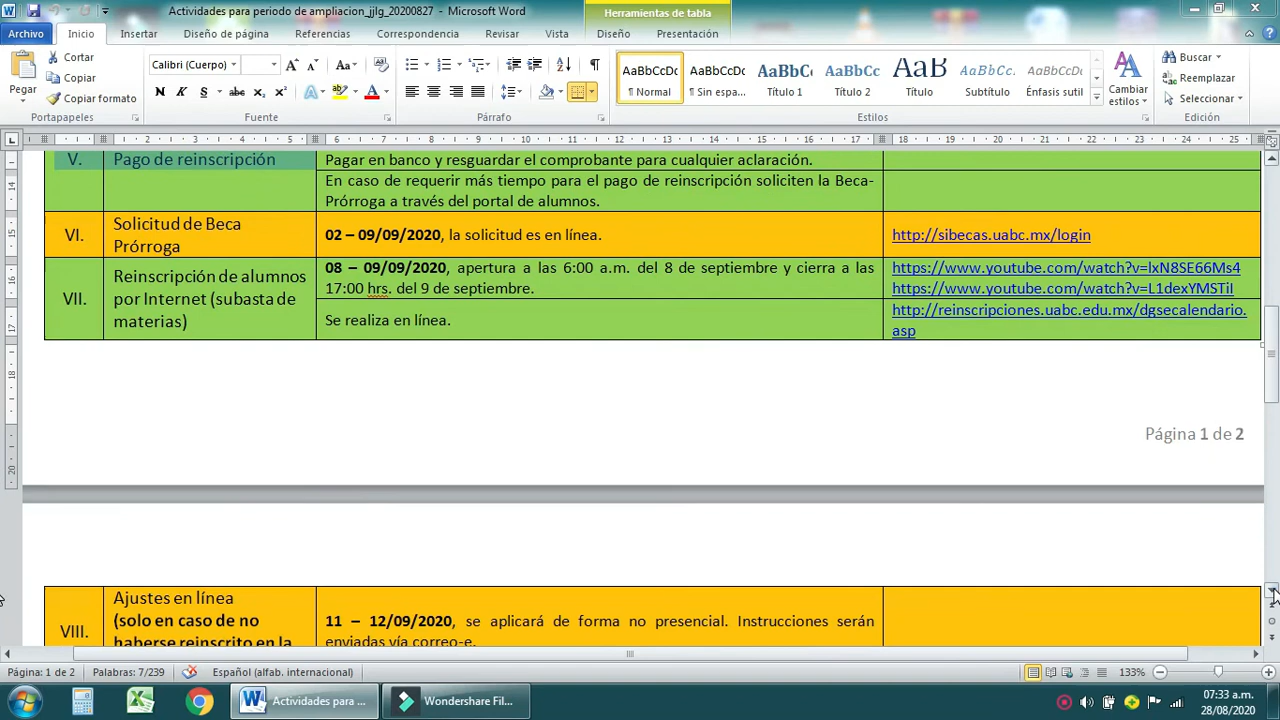 Actividades para periodo de ampliacion_jjlg_20200827 - Microsoft Word
Herramientas de tabla
Archivo Inicio Insertar Diseño de página Referencias Correspondencia Revisar Vista Diseño Presentación
Pegar
Cortar
Copiar
Copiar formato
Portapapeles
Calibri (Cuerpo)
Fuente
Párrafo
AaBbCcDc AaBbCcDc AaBbC( AaBbCc AaB AaBbCc. AaBbCcDc
¶ Normal ¶ Sin espa... Título 1 Título 2 Título Subtítulo Énfasis sutil
Estilos
Cambiar estilos
Buscar
Reemplazar
Seleccionar
Edición
V. Pago de reinscripción
Pagar en banco y resguardar el comprobante para cualquier aclaración.
En caso de requerir más tiempo para el pago de reinscripción soliciten la Beca-
Prórroga a través del portal de alumnos.
VI.
Solicitud de Beca
Prórroga
02 – 09/09/2020, la solicitud es en línea.
http://sibecas.uabc.mx/login
VII.
Reinscripción de alumnos
por Internet (subasta de
materias)
08 – 09/09/2020, apertura a las 6:00 a.m. del 8 de septiembre y cierra a las
17:00 hrs. del 9 de septiembre.
https://www.youtube.com/watch?v=lxN8SE66Ms4
https://www.youtube.com/watch?v=L1dexYMSTiI
Se realiza en línea.
http://reinscripciones.uabc.edu.mx/dgsecalendario.
asp
Página 1 de 2
VIII.
Ajustes en línea
(solo en caso de no
haberse reinscrito en la
11 – 12/09/2020, se aplicará de forma no presencial. Instrucciones serán
enviadas vía correo-e.
Página: 1 de 2 Palabras: 7/239 Español (alfab. internacional) 133%
Actividades para ... Wondershare Fil...
07:33 a.m.
28/08/2020